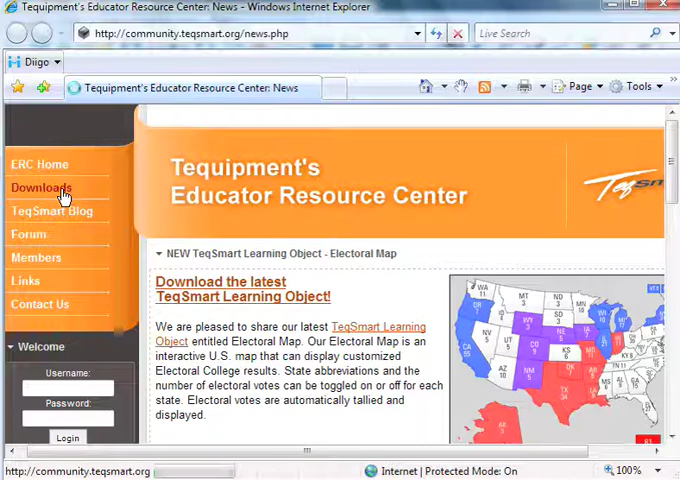 Tequipment's Educator Resource Center: News - Windows Internet Explorer
http://community.teqsmart.org/news.php
Live Search
Diigo
Tequipment's Educator Resource Center: News
Page
Tools
ERC Home
Downloads
TeqSmart Blog
Forum
Members
Links
Contact Us
Welcome
Username:
Password:
Login
Tequipment's
Educator Resource Center
TeqSm
NEW TeqSmart Learning Object - Electoral Map
Download the latest
TeqSmart Learning Object!
We are pleased to share our latest TeqSmart Learning
Object entitled Electoral Map. Our Electoral Map is an
interactive U.S. map that can display customized
Electoral College results. State abbreviations and the
number of electoral votes can be toggled on or off for each
state. Electoral votes are automatically tallied and
displayed.
WA
11
MT
3
ND
3
OR
7
SD
3
WY
3
NV
5
UT
5
NE
5
CO
9
CA
55
KS
6
AZ
10
NM
5
OK
7
TX
34
AK
3
http://community.teqsmart.org
Internet | Protected Mode: On
100%